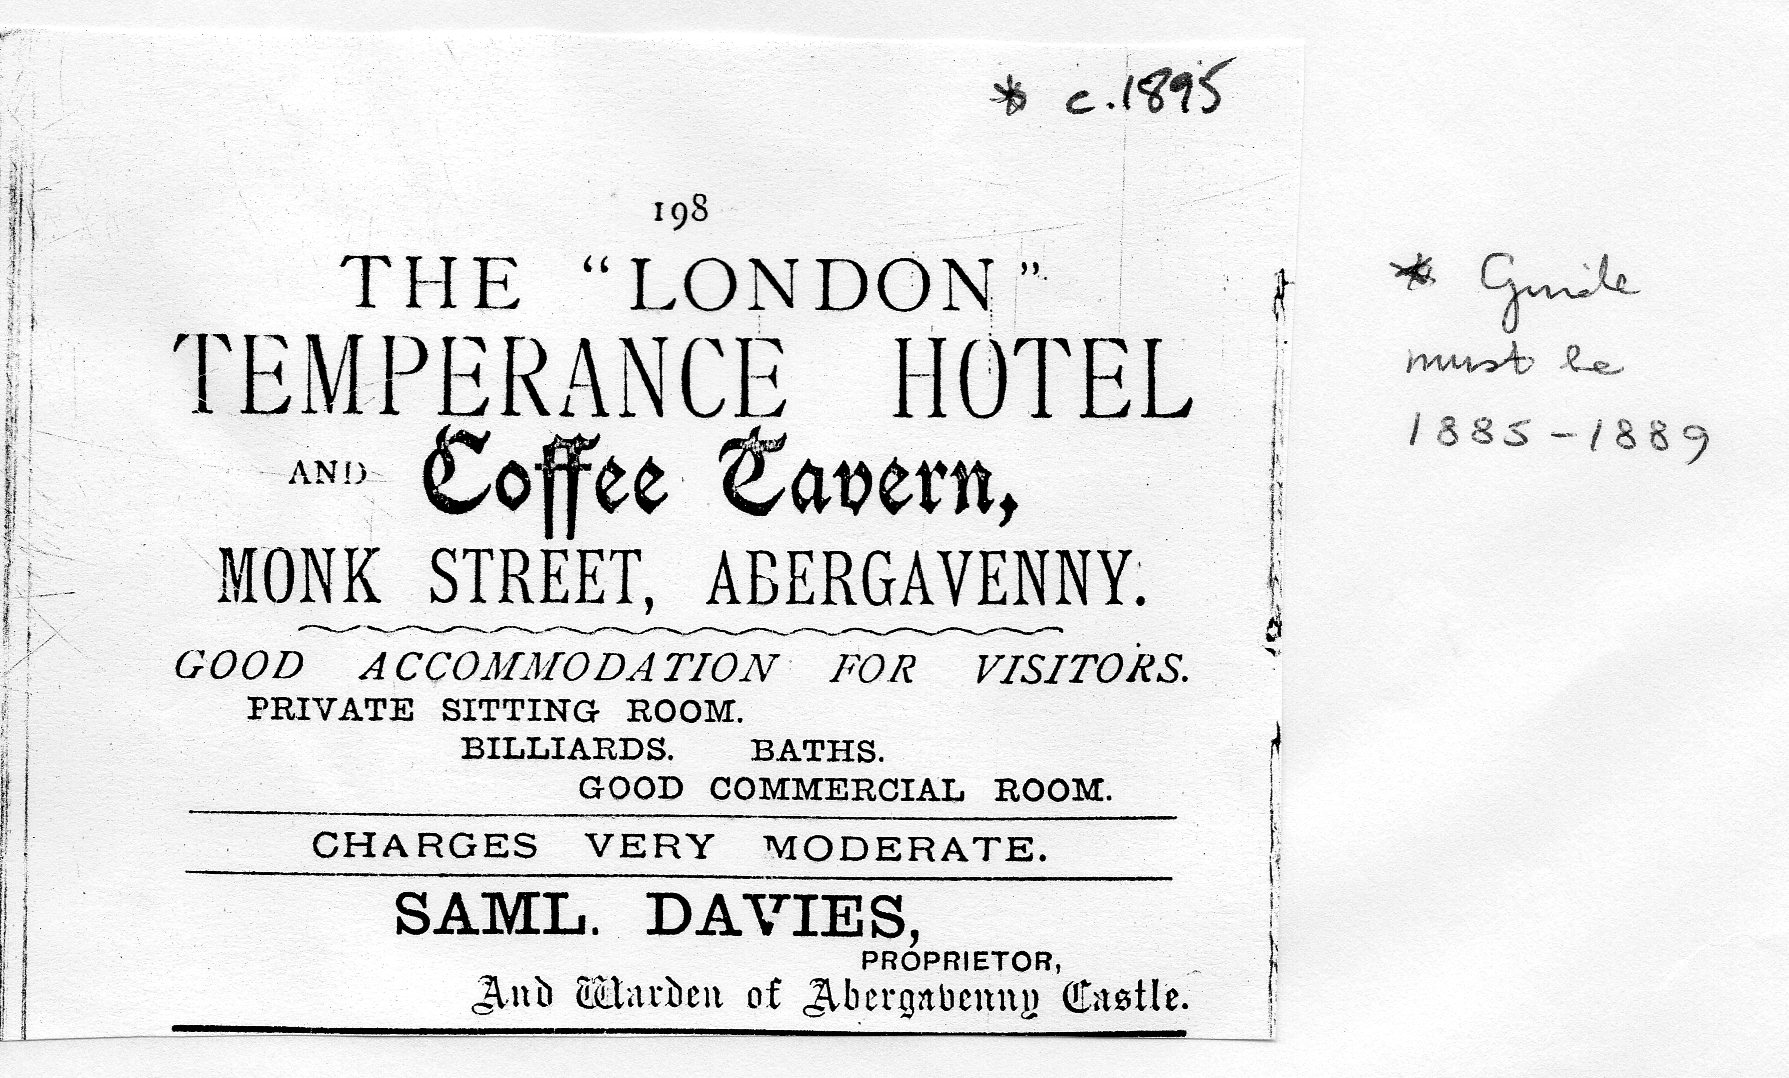 * c.1895
198
THE "LONDON"
TEMPERANCE HOTEL
AND Coffee Tavern,
MONK STREET, ABERGAVENNY.
GOOD ACCOMMODATION FOR VISITORS.
PRIVATE SITTING ROOM.
BILLIARDS. BATHS.
GOOD COMMERCIAL ROOM.
CHARGES VERY MODERATE.
SAML. DAVIES,
PROPRIETOR,
And Warden of Abergavenny Castle.
* Guide
must be
1885-1889